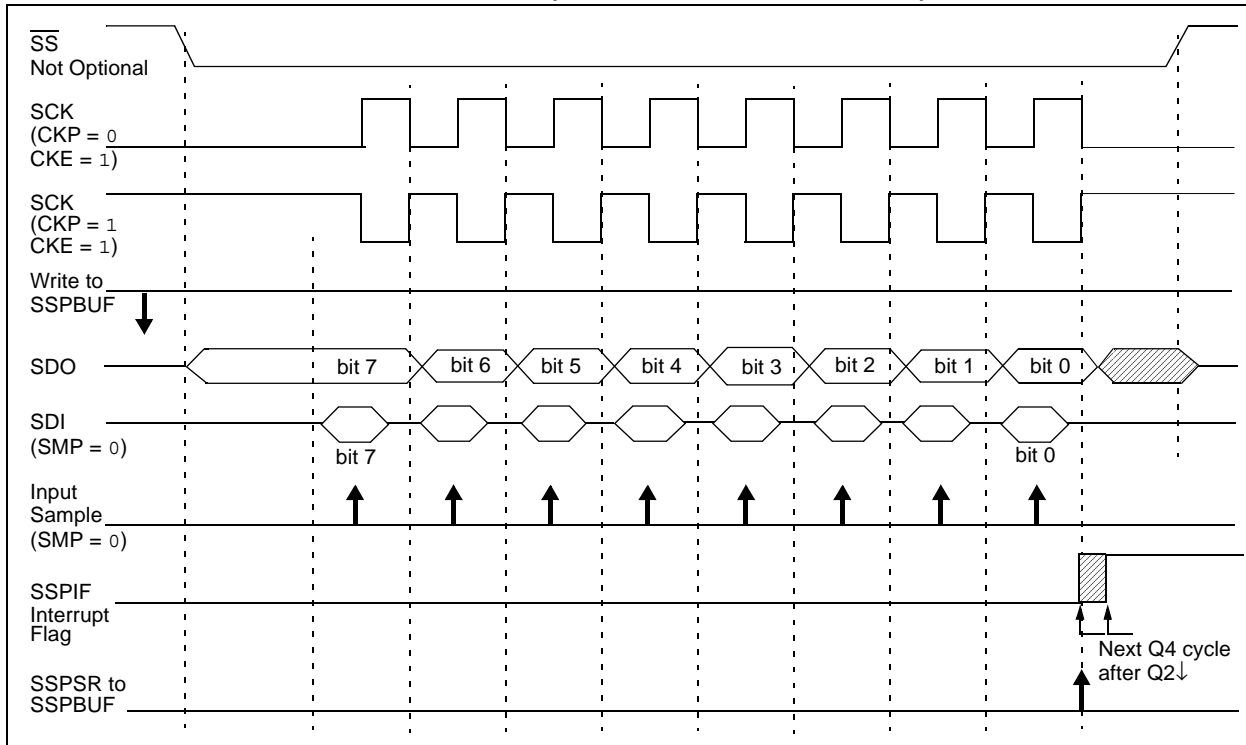 SS
Not Optional
SCK
(CKP = 0
CKE = 1)
SCK
(CKP = 1
CKE = 1)
Write to
SSPBUF
SDO
bit 7 bit 6 bit 5 bit 4 bit 3 bit 2 bit 1 bit 0
SDI
(SMP = 0)
bit 7 bit 0
Input
Sample
(SMP = 0)
SSPIF
Interrupt
Flag
Next Q4 cycle
after Q2↓
SSPSR to
SSPBUF